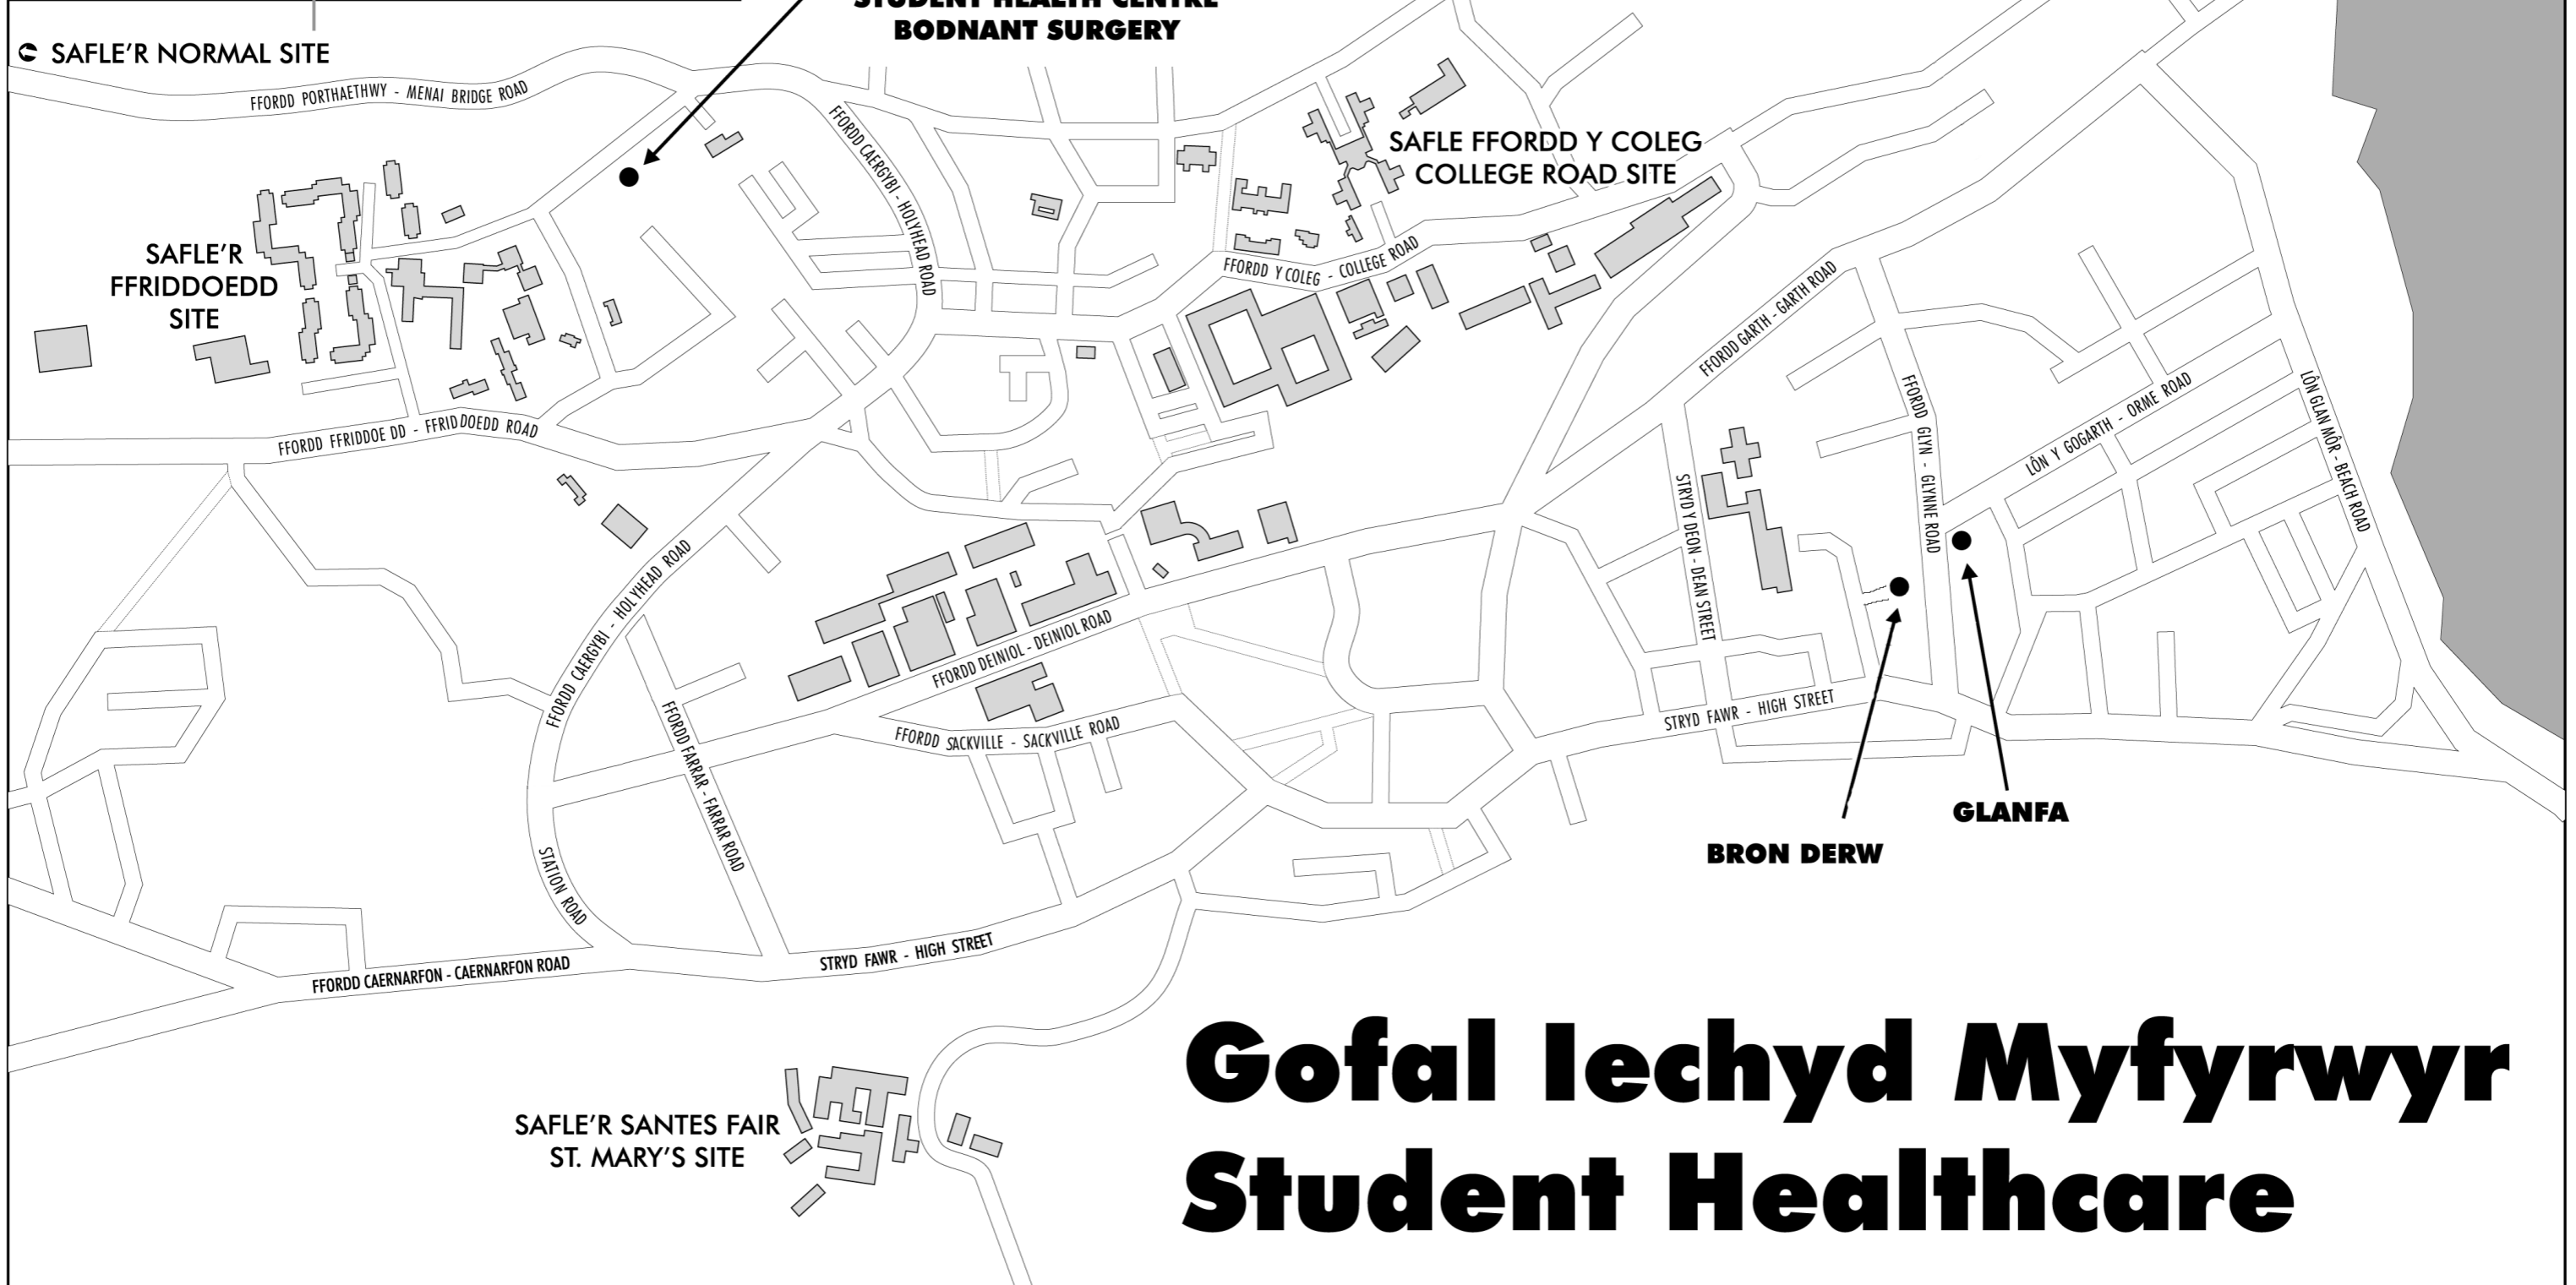 STUDENT HEALTH CENTRE
BODNANT SURGERY
SAFLE'R NORMAL SITE
FFORDD PORTHAETHWY - MENAI BRIDGE ROAD
FFORDD CAERGYBI - HOLYHEAD ROAD
SAFLE FFORDD Y COLEG
COLLEGE ROAD SITE
SAFLE'R
FFRIDDOEDD
SITE
FFORDD Y COLEG - COLLEGE ROAD
FFORDD GARTH - GARTH ROAD
FFORDD FFRIDDOE DD - FFRIDDOEDD ROAD
FFORDD GLYN - GLYNNE ROAD
LÔN Y GOGARTH - ORME ROAD
LÔN GLAN MÔR - BEACH ROAD
STRYD Y DEON - DEAN STREET
FFORDD CAERGYBI - HOLYHEAD ROAD
FFORDD DEINIOL - DEINIOL ROAD
FFORDD FARRAR - FARRAR ROAD
FFORDD SACKVILLE - SACKVILLE ROAD
STRYD FAWR - HIGH STREET
GLANFA
BRON DERW
STATION ROAD
STRYD FAWR - HIGH STREET
FFORDD CAERNARFON - CAERNARFON ROAD
SAFLE'R SANTES FAIR
ST. MARY'S SITE
Gofal Iechyd Myfyrwyr
Student Healthcare